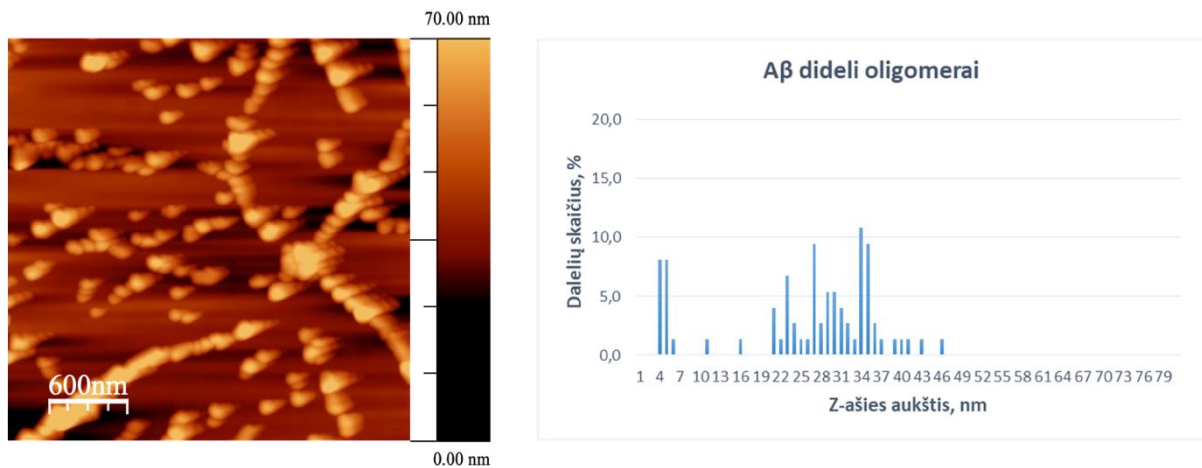 70.00 nm
600nm
0.00 nm
Aβ dideli oligomerai
Dalelių skaičius, %
20,0
15,0
10,0
5,0
0,0
1 4 7 10 13 16 19 22 25 28 31 34 37 40 43 46 49 52 55 58 61 64 67 70 73 76 79
Z-ašies aukštis, nm